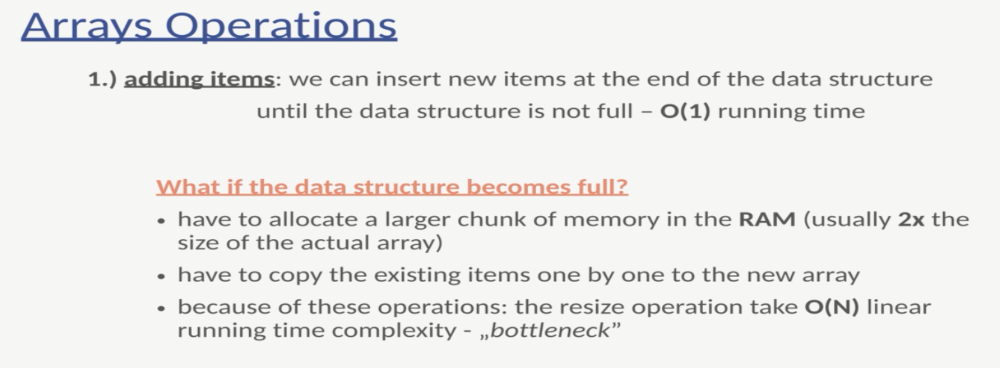 Arrays Operations
1.) adding items: we can insert new items at the end of the data structure
until the data structure is not full – O(1) running time
What if the data structure becomes full?
• have to allocate a larger chunk of memory in the RAM (usually 2x the
size of the actual array)
• have to copy the existing items one by one to the new array
• because of these operations: the resize operation take O(N) linear
running time complexity - „bottleneck”